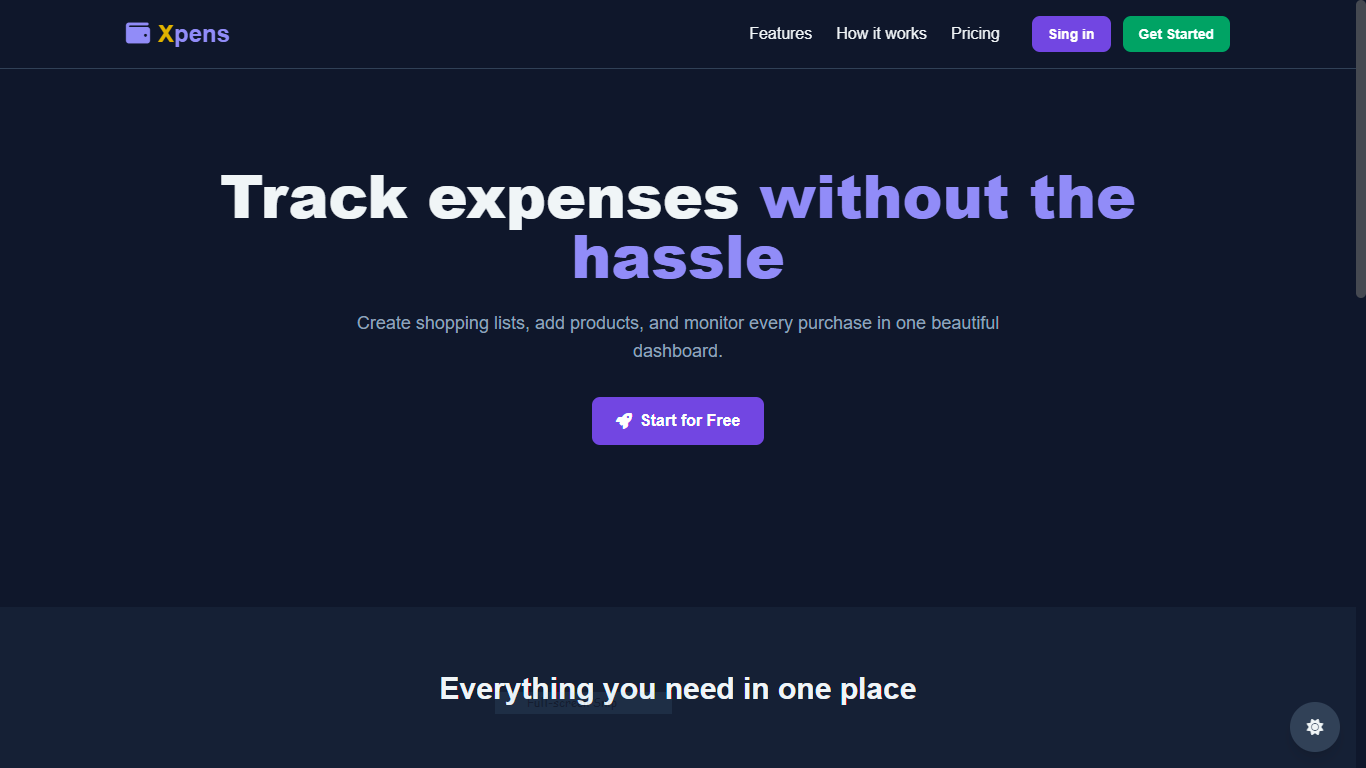 Xpens
Features
How it works
Pricing
Sing in
Get Started
Track expenses without the
hassle
Create shopping lists, add products, and monitor every purchase in one beautiful
dashboard.
Start for Free
Everything you need in one place